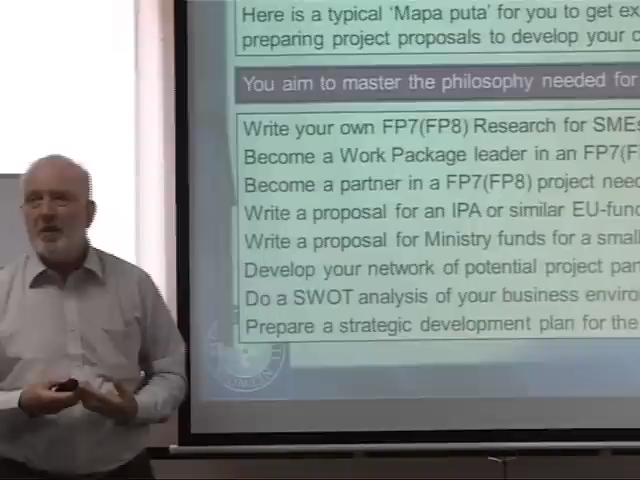 Here is a typical 'Mapa puta' for you to get ex
preparing project proposals to develop your
You aim to master the philosophy needed for
Write your own FP7(FP8) Research for SMEs
Become a Work Package leader in an FP7(F
Become a partner in a FP7(FP8) project need
Write a proposal for an IPA or similar EU-fund
Write a proposal for Ministry funds for a small
Develop your network of potential project par
Do a SWOT analysis of your business enviro
Prepare a strategic development plan for the